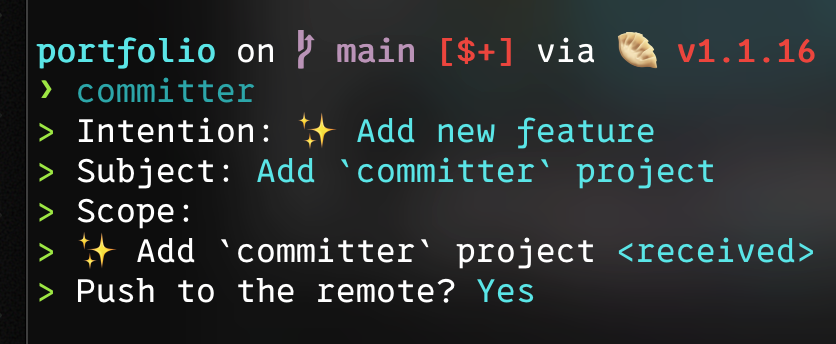 portfolio on main [$+] via 🥟 v1.1.16
❯ committer
> Intention: ✨ Add new feature
> Subject: Add `committer` project
> Scope:
> ✨ Add `committer` project <received>
> Push to the remote? Yes